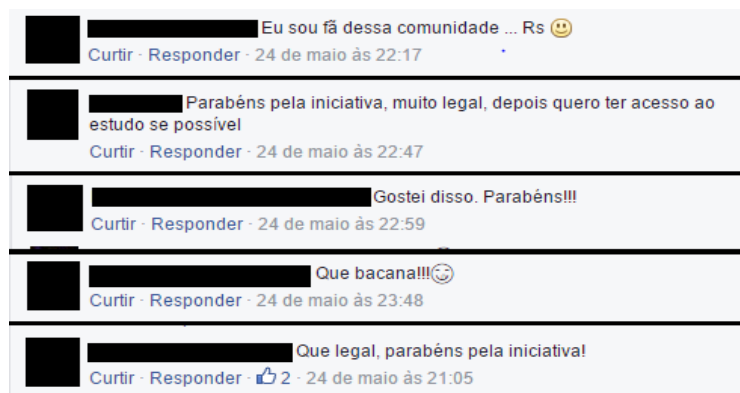 Eu sou fã dessa comunidade ... Rs
Curtir · Responder · 24 de maio às 22:17
Parabéns pela iniciativa, muito legal, depois quero ter acesso ao
estudo se possível
Curtir · Responder · 24 de maio às 22:47
Gostei disso. Parabéns!!!
Curtir · Responder · 24 de maio às 22:59
Que bacana!!!
Curtir · Responder · 24 de maio às 23:48
Que legal, parabéns pela iniciativa!
Curtir · Responder · 2 · 24 de maio às 21:05